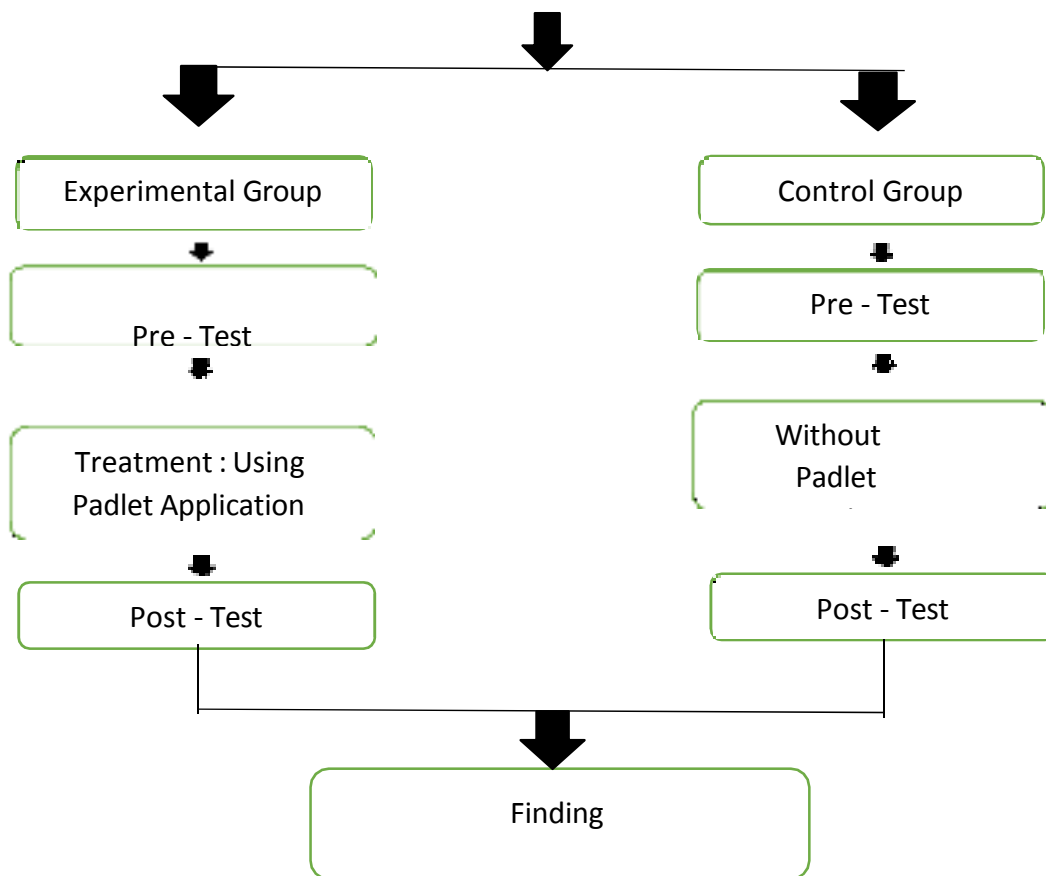 Experimental Group
Control Group
Pre - Test
Pre - Test
Treatment : Using
Padlet Application
Without
Padlet
Post - Test
Post - Test
Finding